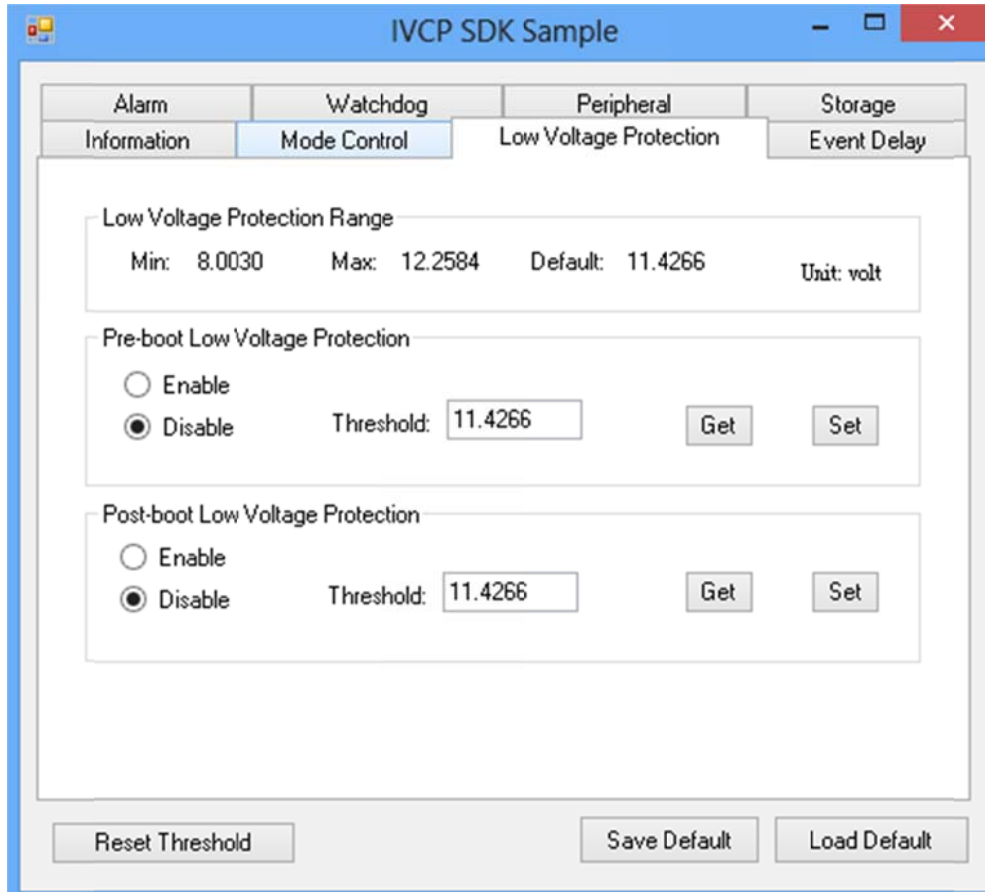 IVCP SDK Sample
Alarm Watchdog Peripheral Storage
Information Mode Control Low Voltage Protection Event Delay
Low Voltage Protection Range
Min: 8.0030 Max: 12.2584 Default: 11.4266 Unit: volt
Pre-boot Low Voltage Protection
Enable
Disable Threshold: 11.4266 Get Set
Post-boot Low Voltage Protection
Enable
Disable Threshold: 11.4266 Get Set
Reset Threshold Save Default Load Default